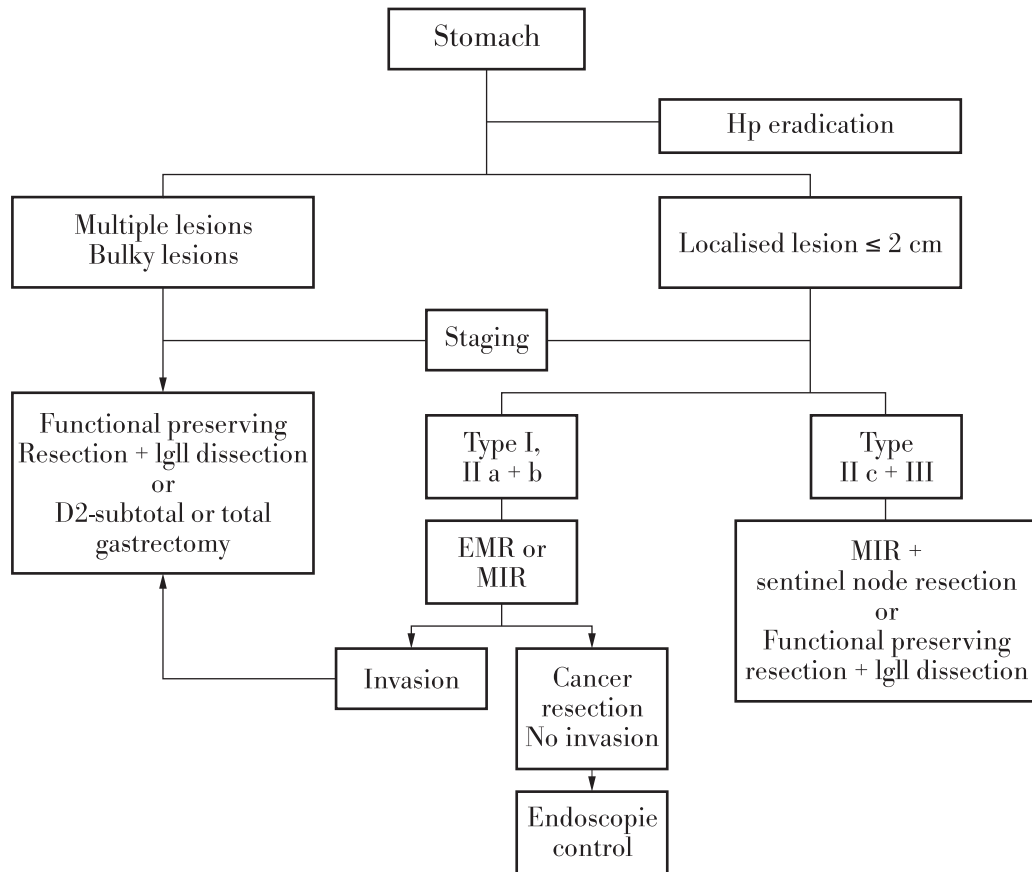 Stomach
Hp eradication
Multiple lesions
Bulky lesions
Localised lesion ≤ 2 cm
Staging
Functional preserving
Resection + lgll dissection
or
D2-subtotal or total
gastrectomy
Type I,
II a + b
Type
II c + III
EMR or
MIR
MIR +
sentinel node resection
or
Functional preserving
resection + lgll dissection
Invasion
Cancer
resection
No invasion
Endoscopie
control